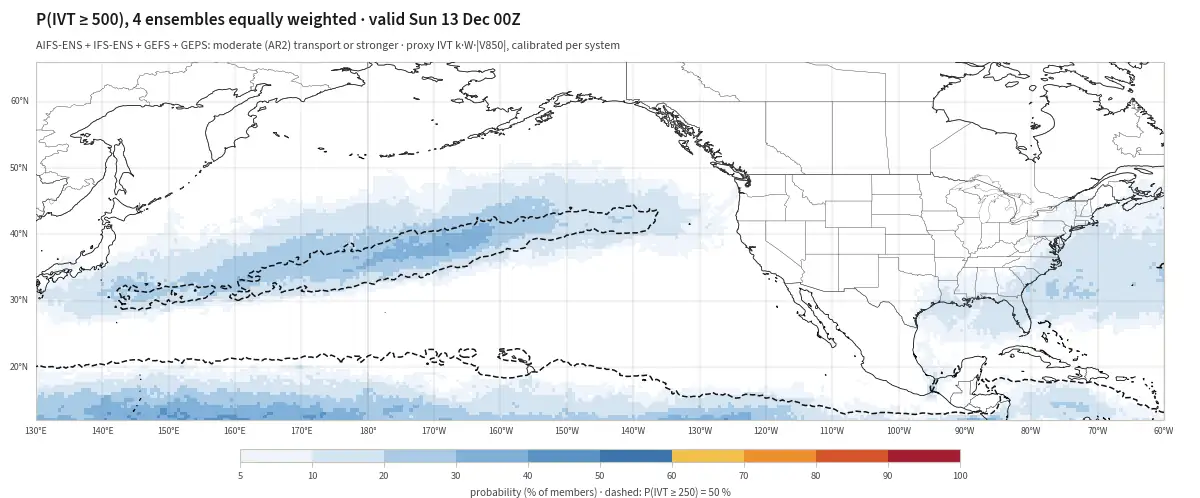 P(IVT ≥ 500), 4 ensembles equally weighted · valid Sun 13 Dec 00Z
AIFS-ENS + IFS-ENS + GEFS + GEPS: moderate (AR2) transport or stronger · proxy IVT k·W·|V850|, calibrated per system
60°N
50°N
40°N
30°N
20°N
130°E 140°E 150°E 160°E 170°E 180° 170°W 160°W 150°W 140°W 130°W 120°W 110°W 100°W 90°W 80°W 70°W 60°W
5 10 20 30 40 50 60 70 80 90 100
probability (% of members) · dashed: P(IVT ≥ 250) = 50 %